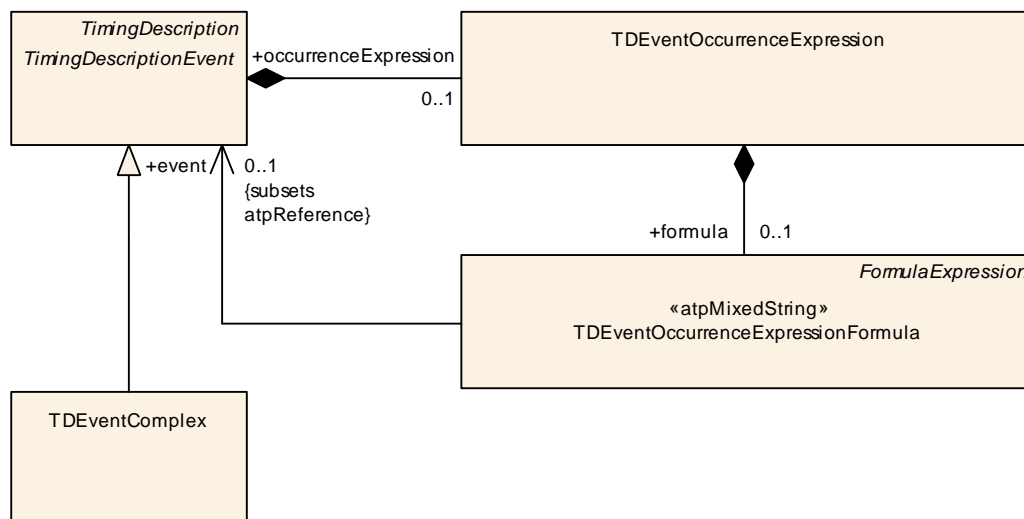 TimingDescription
TimingDescriptionEvent
+occurrenceExpression
0..1
TDEventOccurrenceExpression
+event
0..1
{subsets
atpReference}
+formula
0..1
FormulaExpression
«atpMixedString»
TDEventOccurrenceExpressionFormula
TDEventComplex